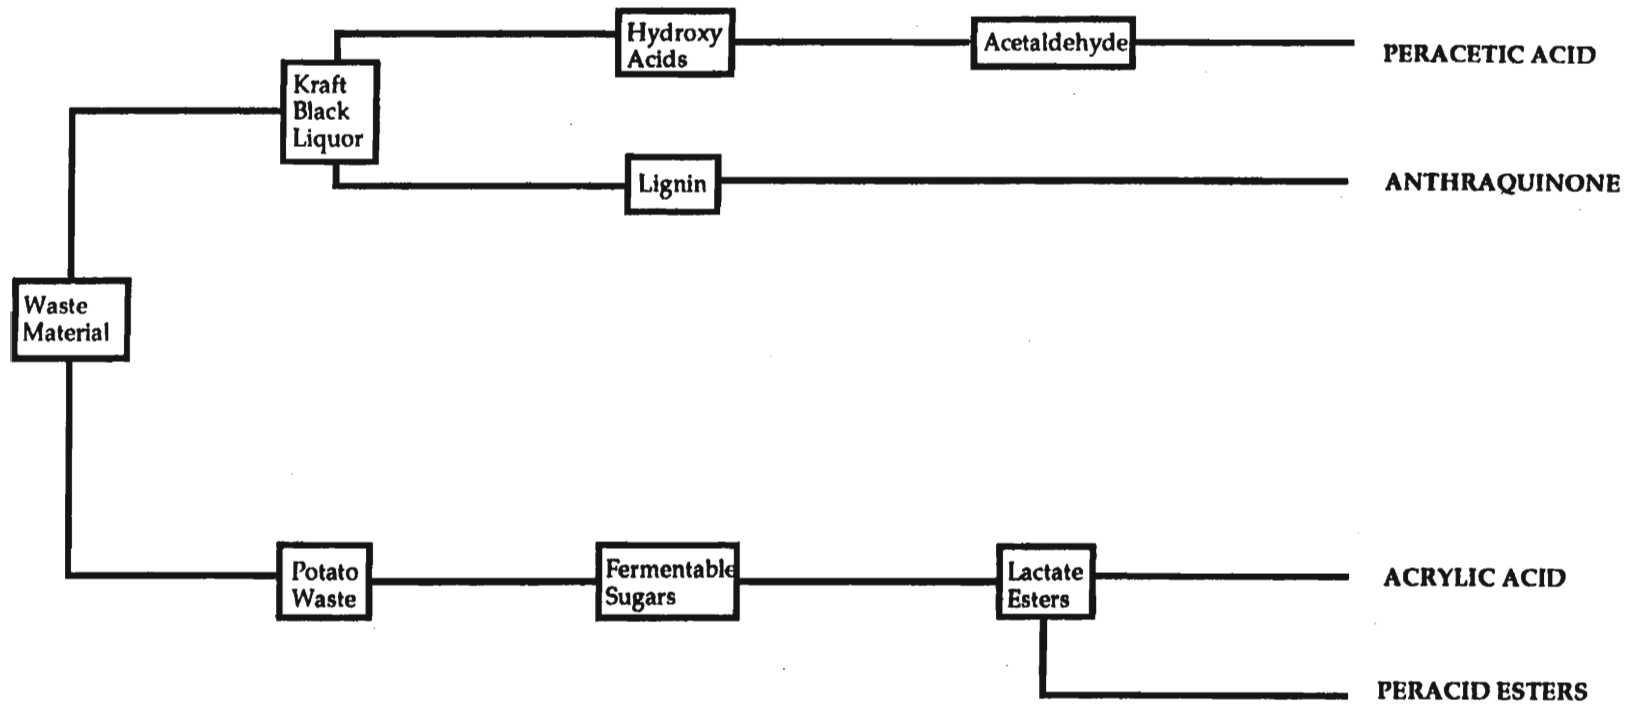 Hydroxy
Acids
Acetaldehyde
PERACETIC ACID
Kraft
Black
Liquor
Lignin
ANTHRAQUINONE
Waste
Material
Potato
Waste
Fermentable
Sugars
Lactate
Esters
ACRYLIC ACID
PERACID ESTERS